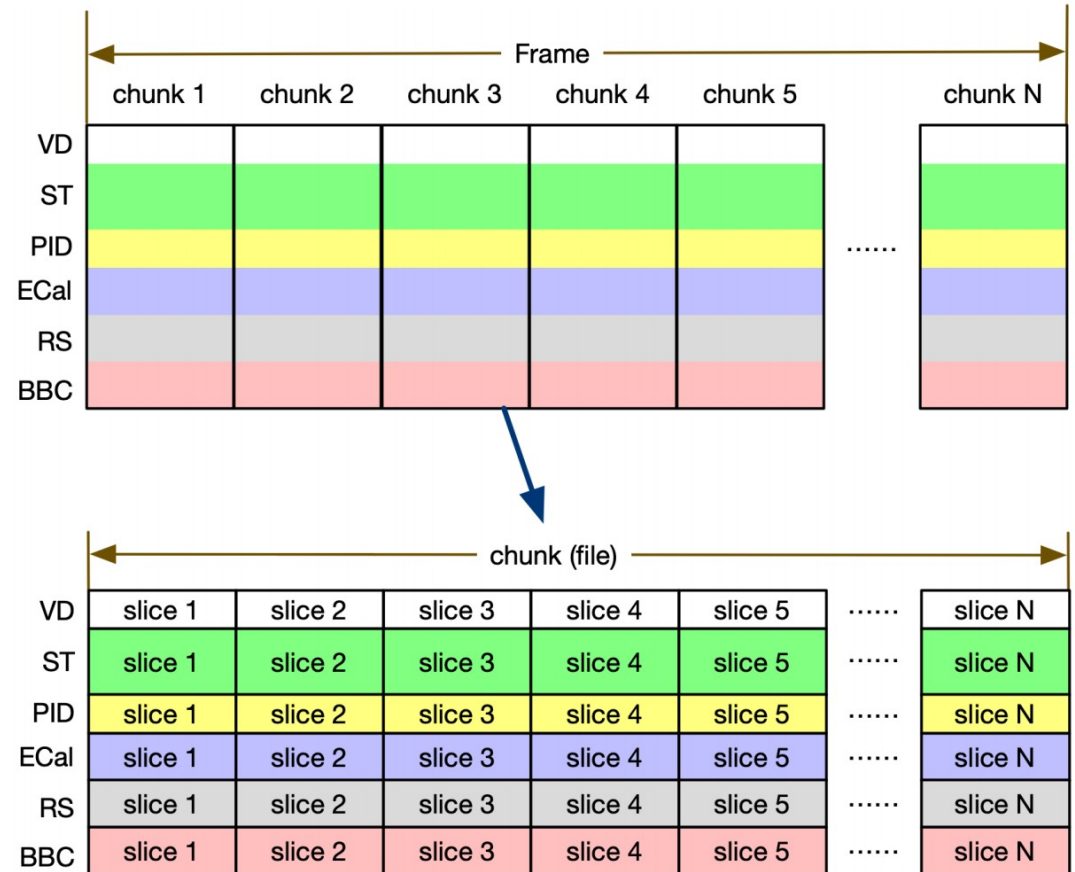 Frame
chunk 1 chunk 2 chunk 3 chunk 4 chunk 5 chunk N
VD
ST
PID ......
ECal
RS
BBC
chunk (file)
VD slice 1 slice 2 slice 3 slice 4 slice 5 ...... slice N
ST slice 1 slice 2 slice 3 slice 4 slice 5 ...... slice N
PID slice 1 slice 2 slice 3 slice 4 slice 5 ...... slice N
ECal slice 1 slice 2 slice 3 slice 4 slice 5 ...... slice N
RS slice 1 slice 2 slice 3 slice 4 slice 5 ...... slice N
BBC slice 1 slice 2 slice 3 slice 4 slice 5 ...... slice N